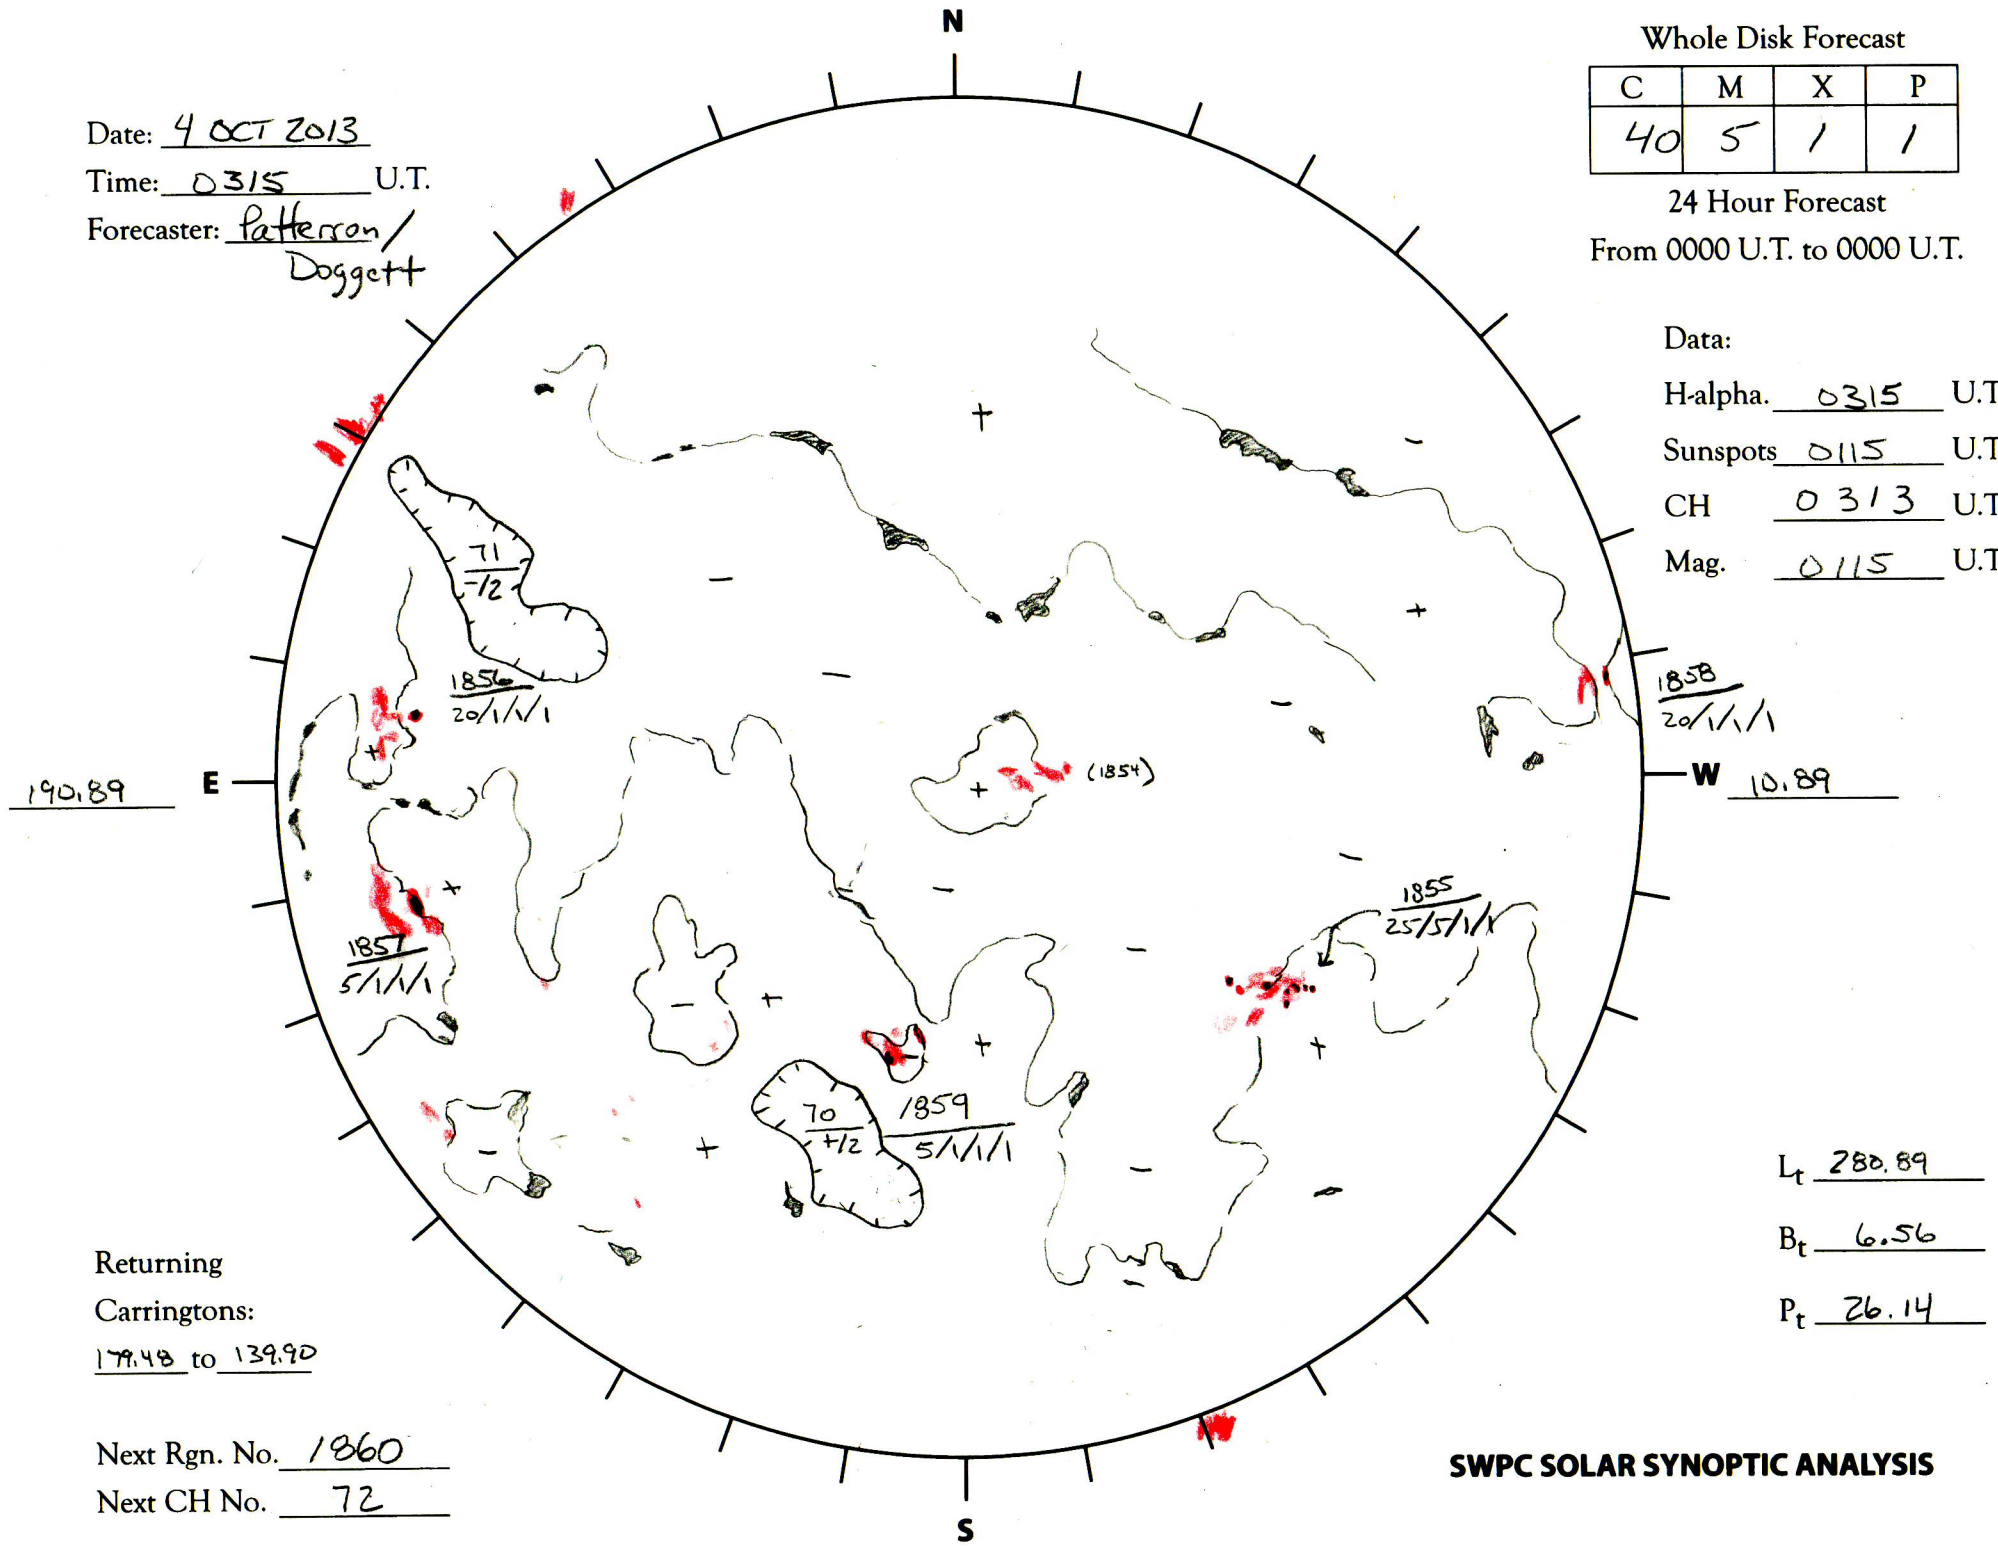 N
Whole Disk Forecast
C M X P
40 5 1 1
24 Hour Forecast
From 0000 U.T. to 0000 U.T.
Date: 4 OCT 2013
Time: 0315 U.T.
Forecaster: Patterson/
Doggett
Data:
H-alpha. 0315 U.T
Sunspots 0115 U.T
CH 0313 U.T
Mag. 0115 U.T
+
-
71
-/2
-
+
1856
20/1/1/1
-
-
1858
20/1/1/1
+
190.89 E
+
(1854)
W 10.89
+
-
-
1855
25/5/1/1
1857
5/1/1/1
-
+
-
-
+
+
70
+/2
1859
5/1/1/1
-
+
-
-
Lt 280.89
Bt 6.56
Pt 26.14
Returning
Carringtons:
179.48 to 139.90
Next Rgn. No. 1860
Next CH No. 72
SWPC SOLAR SYNOPTIC ANALYSIS
S